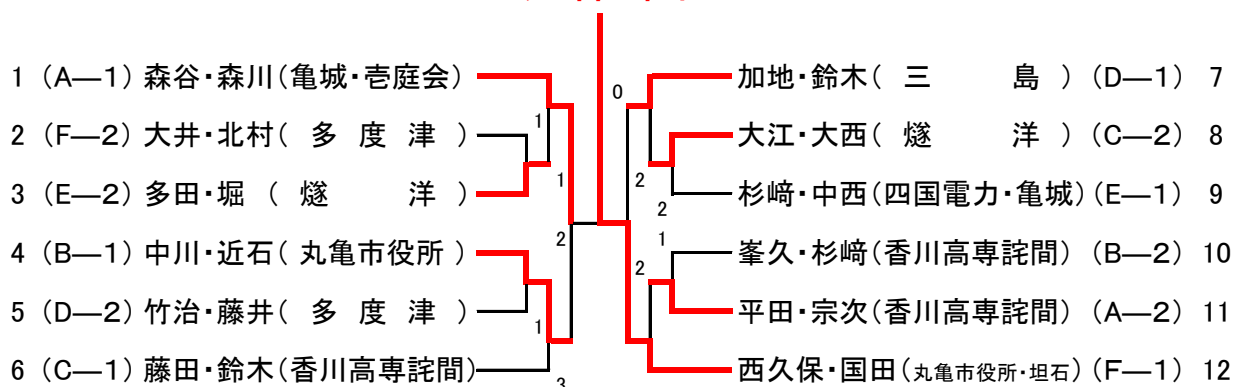 1 (A―1) 森谷・森川(亀城・壱庭会)
2 (F―2) 大井・北村( 多 度 津 )
3 (E―2) 多田・堀 ( 燧 洋 )
4 (B―1) 中川・近石( 丸亀市役所 )
5 (D―2) 竹治・藤井( 多 度 津 )
6 (C―1) 藤田・鈴木(香川高専詫間)
1
1
2
1
3
0
2
2
1
2
加地・鈴木( 三 島 ) (D―1) 7
大江・大西( 燧 洋 ) (C―2) 8
杉﨑・中西(四国電力・亀城) (E―1) 9
峯久・杉﨑(香川高専詫間) (B―2) 10
平田・宗次(香川高専詫間) (A―2) 11
西久保・国田(丸亀市役所・坦石) (F―1) 12